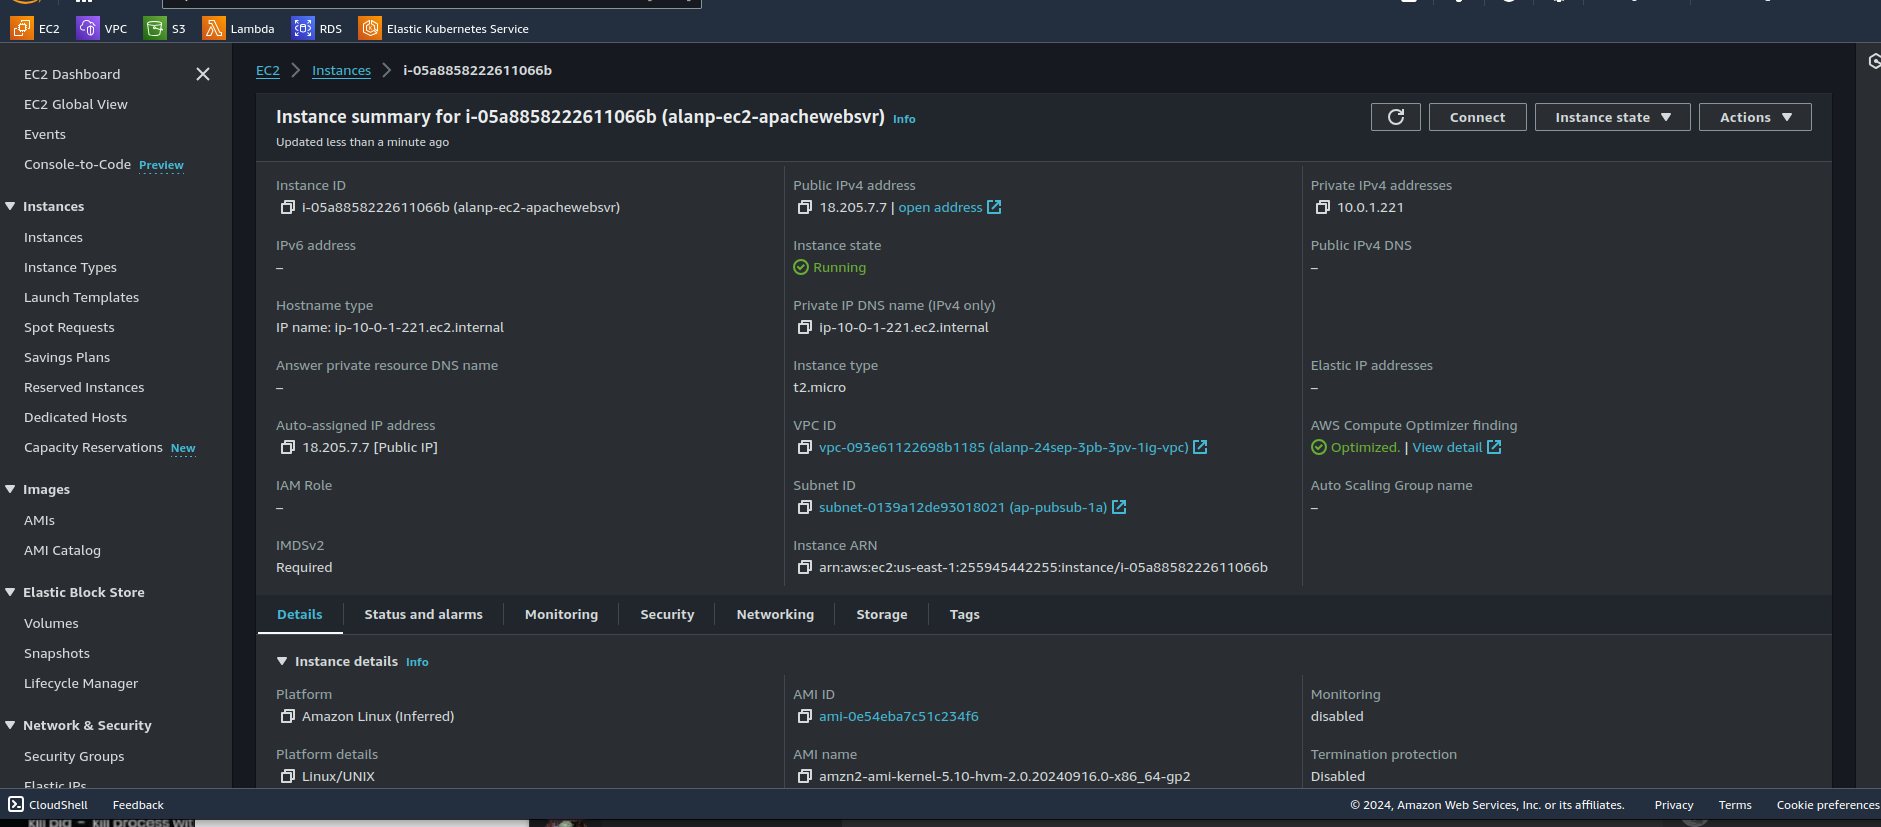 EC2 VPC S3 Lambda RDS Elastic Kubernetes Service
EC2 Dashboard
EC2 Global View
Events
Console-to-Code Preview
Instances
Instances
Instance Types
Launch Templates
Spot Requests
Savings Plans
Reserved Instances
Dedicated Hosts
Capacity Reservations New
Images
AMIs
AMI Catalog
Elastic Block Store
Volumes
Snapshots
Lifecycle Manager
Network & Security
Security Groups
Elastic IPs
EC2 Instances i-05a8858222611066b
Instance summary for i-05a8858222611066b (alanp-ec2-apachewebsvr) Info
Updated less than a minute ago
Connect Instance state Actions
Instance ID
i-05a8858222611066b (alanp-ec2-apachewebsvr)
Public IPv4 address
18.205.7.7 | open address
Private IPv4 addresses
10.0.1.221
IPv6 address
–
Instance state
Running
Public IPv4 DNS
–
Hostname type
IP name: ip-10-0-1-221.ec2.internal
Private IP DNS name (IPv4 only)
ip-10-0-1-221.ec2.internal
Answer private resource DNS name
–
Instance type
t2.micro
Elastic IP addresses
–
Auto-assigned IP address
18.205.7.7 [Public IP]
VPC ID
vpc-093e61122698b1185 (alanp-24sep-3pb-3pv-1ig-vpc)
AWS Compute Optimizer finding
Optimized. | View detail
IAM Role
–
Subnet ID
subnet-0139a12de93018021 (ap-pubsub-1a)
Auto Scaling Group name
–
IMDSv2
Required
Instance ARN
arn:aws:ec2:us-east-1:255945442255:instance/i-05a8858222611066b
Details Status and alarms Monitoring Security Networking Storage Tags
Instance details Info
Platform
Amazon Linux (Inferred)
AMI ID
ami-0e54eba7c51c234f6
Monitoring
disabled
Platform details
Linux/UNIX
AMI name
amzn2-ami-kernel-5.10-hvm-2.0.20240916.0-x86_64-gp2
Termination protection
Disabled
CloudShell Feedback © 2024, Amazon Web Services, Inc. or its affiliates. Privacy Terms Cookie preferences